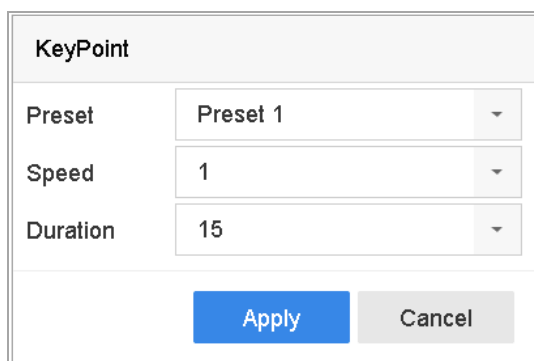 KeyPoint
Preset Preset 1
Speed 1
Duration 15
Apply Cancel